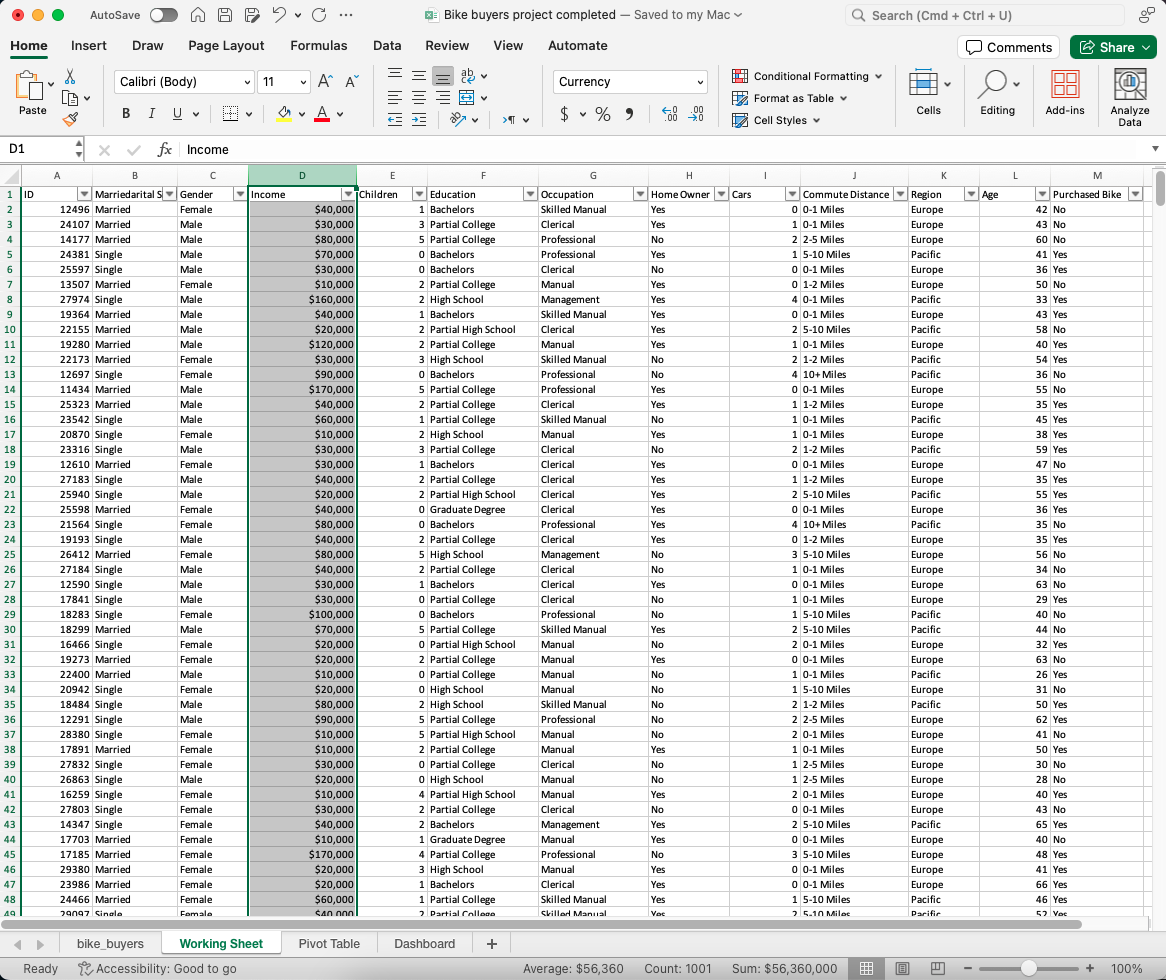 AutoSave
Bike buyers project completed — Saved to my Mac
Search (Cmd + Ctrl + U)
Home Insert Draw Page Layout Formulas Data Review View Automate Comments Share
Paste
Calibri (Body) 11
Currency
Conditional Formatting
Format as Table
Cell Styles
Cells
Editing
Add-ins
Analyze Data
D1 fx Income
A B C D E F G H I J K L M
1 ID Marriedarital S Gender Income Children Education Occupation Home Owner Cars Commute Distance Region Age Purchased Bike
2 12496 Married Female $40,000 1 Bachelors Skilled Manual Yes 0 0-1 Miles Europe 42 No
3 24107 Married Male $30,000 3 Partial College Clerical Yes 1 0-1 Miles Europe 43 No
4 14177 Married Male $80,000 5 Partial College Professional No 2 2-5 Miles Europe 60 No
5 24381 Single Male $70,000 0 Bachelors Professional Yes 1 5-10 Miles Pacific 41 Yes
6 25597 Single Male $30,000 0 Bachelors Clerical No 0 0-1 Miles Europe 36 Yes
7 13507 Married Female $10,000 2 Partial College Manual Yes 0 1-2 Miles Europe 50 No
8 27974 Single Male $160,000 2 High School Management Yes 4 0-1 Miles Pacific 33 Yes
9 19364 Married Male $40,000 1 Bachelors Skilled Manual Yes 0 0-1 Miles Europe 43 Yes
10 22155 Married Male $20,000 2 Partial High School Clerical Yes 2 5-10 Miles Pacific 58 No
11 19280 Married Male $120,000 2 Partial College Manual Yes 1 0-1 Miles Europe 40 Yes
12 22173 Married Female $30,000 3 High School Skilled Manual No 2 1-2 Miles Pacific 54 Yes
13 12697 Single Female $90,000 0 Bachelors Professional No 4 10+ Miles Pacific 36 No
14 11434 Married Male $170,000 5 Partial College Professional Yes 0 0-1 Miles Europe 55 No
15 25323 Married Male $40,000 2 Partial College Clerical Yes 1 1-2 Miles Europe 35 Yes
16 23542 Single Male $60,000 1 Partial College Skilled Manual No 1 0-1 Miles Pacific 45 Yes
17 20870 Single Female $10,000 2 High School Manual Yes 1 0-1 Miles Europe 38 Yes
18 23316 Single Male $30,000 3 Partial College Clerical No 2 1-2 Miles Pacific 59 Yes
19 12610 Married Female $30,000 1 Bachelors Clerical Yes 0 0-1 Miles Europe 47 No
20 27183 Single Male $40,000 2 Partial College Clerical Yes 1 1-2 Miles Europe 35 Yes
21 25940 Single Male $20,000 2 Partial High School Clerical Yes 2 5-10 Miles Pacific 55 Yes
22 25598 Married Female $40,000 0 Graduate Degree Clerical Yes 0 0-1 Miles Europe 36 Yes
23 21564 Single Female $80,000 0 Bachelors Professional Yes 4 10+ Miles Pacific 35 No
24 19193 Single Male $40,000 2 Partial College Clerical Yes 0 1-2 Miles Europe 35 Yes
25 26412 Married Female $80,000 5 High School Management No 3 5-10 Miles Europe 56 No
26 27184 Single Male $40,000 2 Partial College Clerical No 1 0-1 Miles Europe 34 No
27 12590 Single Male $30,000 1 Bachelors Clerical Yes 0 0-1 Miles Europe 63 No
28 17841 Single Male $30,000 0 Partial College Clerical No 1 0-1 Miles Europe 29 Yes
29 18283 Single Female $100,000 0 Bachelors Professional No 1 5-10 Miles Pacific 40 No
30 18299 Married Male $70,000 5 Partial College Skilled Manual Yes 2 5-10 Miles Pacific 44 No
31 16466 Single Female $20,000 0 Partial High School Manual No 2 0-1 Miles Europe 32 Yes
32 19273 Married Female $20,000 2 Partial College Manual Yes 0 0-1 Miles Europe 63 No
33 22400 Married Male $10,000 0 Partial College Manual No 1 0-1 Miles Pacific 26 Yes
34 20942 Single Female $20,000 0 High School Manual No 1 5-10 Miles Europe 31 No
35 18484 Single Male $80,000 2 High School Skilled Manual No 2 1-2 Miles Pacific 50 Yes
36 12291 Single Male $90,000 5 Partial College Professional No 2 2-5 Miles Europe 62 Yes
37 28380 Single Female $10,000 5 Partial High School Manual No 2 0-1 Miles Europe 41 No
38 17891 Married Female $10,000 2 Partial College Manual Yes 1 0-1 Miles Europe 50 Yes
39 27832 Single Female $30,000 0 Partial College Clerical No 1 2-5 Miles Europe 30 No
40 26863 Single Male $20,000 0 High School Manual No 1 2-5 Miles Europe 28 No
41 16259 Single Female $10,000 4 Partial High School Manual Yes 2 0-1 Miles Europe 40 Yes
42 27803 Single Female $30,000 2 Partial College Clerical No 0 0-1 Miles Europe 43 No
43 14347 Single Female $40,000 2 Bachelors Management Yes 2 5-10 Miles Pacific 65 Yes
44 17703 Married Female $10,000 1 Graduate Degree Manual Yes 0 0-1 Miles Europe 40 No
45 17185 Married Female $170,000 4 Partial College Professional No 3 5-10 Miles Europe 48 Yes
46 29380 Married Female $20,000 3 High School Manual Yes 0 0-1 Miles Europe 41 Yes
47 23986 Married Female $20,000 1 Bachelors Clerical Yes 0 0-1 Miles Europe 66 Yes
48 24466 Married Female $60,000 1 Partial College Skilled Manual Yes 1 5-10 Miles Pacific 46 Yes
49 29097 Single Female $40,000 2 Partial College Skilled Manual Yes 2 5-10 Miles Pacific 52 Yes
bike_buyers Working Sheet Pivot Table Dashboard +
Ready Accessibility: Good to go Average: $56,360 Count: 1001 Sum: $56,360,000 100%